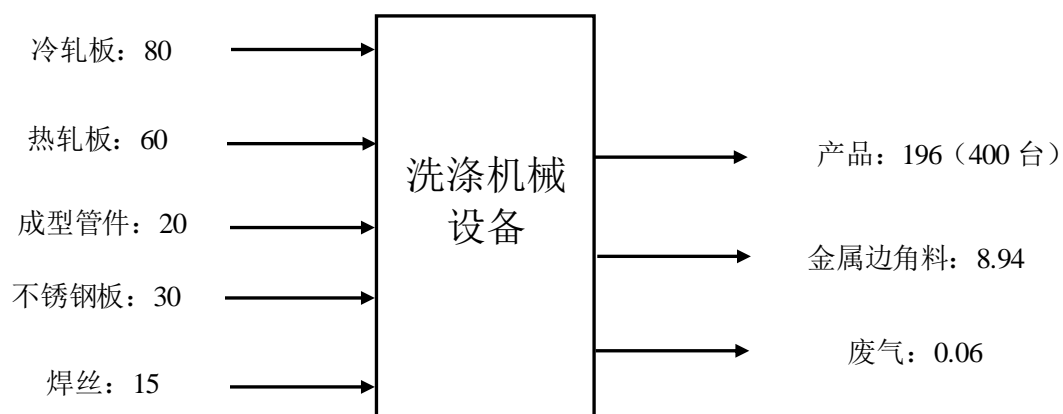 冷轧板：80
热轧板：60
成型管件：20
不锈钢板：30
焊丝：15
洗涤机械
设备
产品：196（400 台）
金属边角料：8.94
废气：0.06